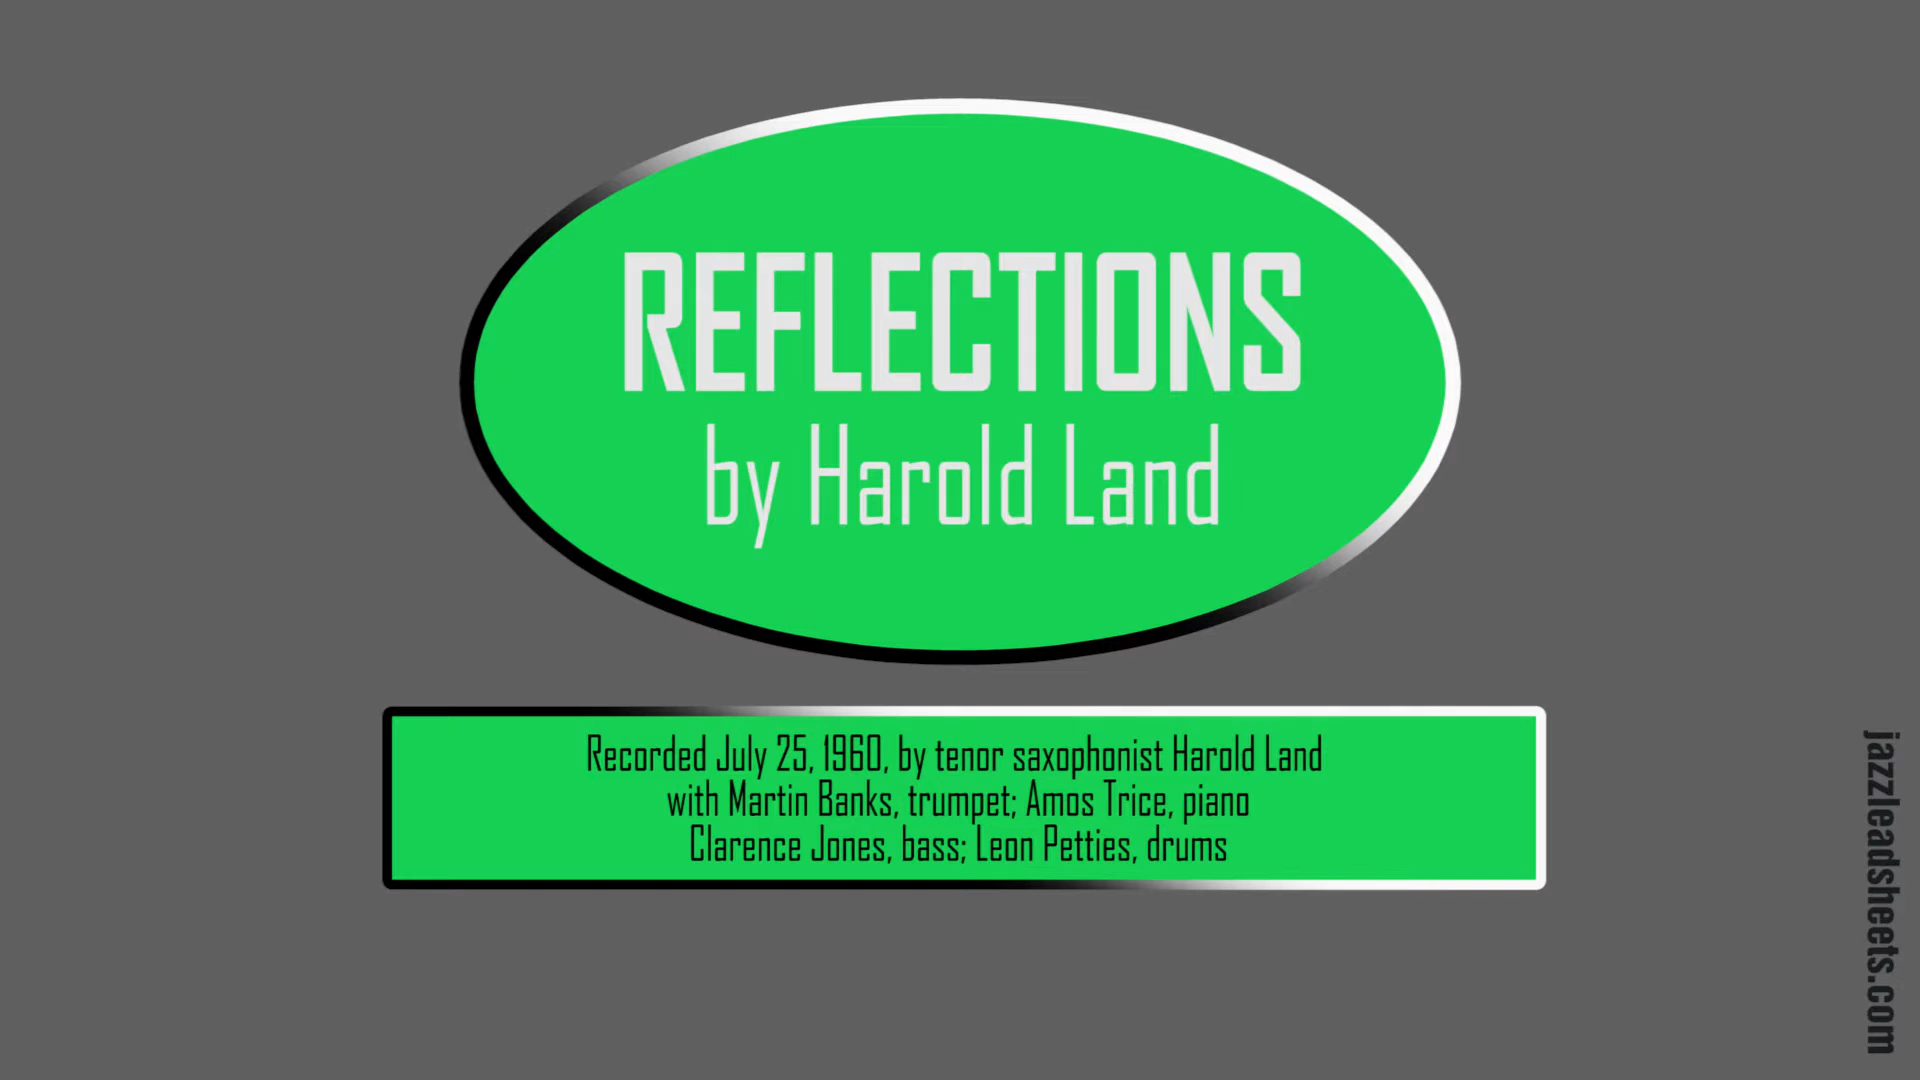 REFLECTIONS
by Harold Land
Recorded July 25, 1960, by tenor saxophonist Harold Land
with Martin Banks, trumpet; Amos Trice, piano
Clarence Jones, bass; Leon Petties, drums
jazzleadsheets.com